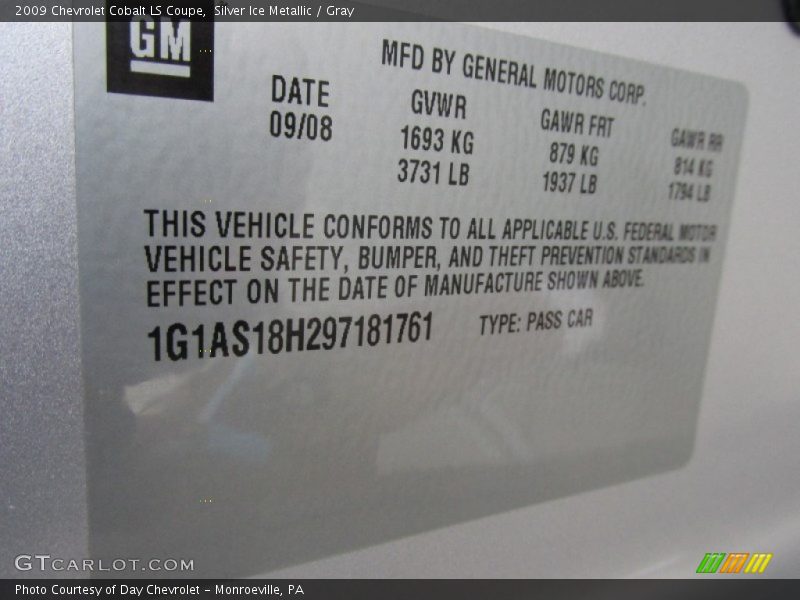 2009 Chevrolet Cobalt LS Coupe,  Silver Ice Metallic / Gray
GM
MFD BY GENERAL MOTORS CORP.
DATE GVWR GAWR FRT GAWR RR
09/08 1693 KG 879 KG 814 KG
3731 LB 1937 LB 1794 LB
THIS VEHICLE CONFORMS TO ALL APPLICABLE U.S. FEDERAL MOTOR
VEHICLE SAFETY, BUMPER, AND THEFT PREVENTION STANDARDS IN
EFFECT ON THE DATE OF MANUFACTURE SHOWN ABOVE.
1G1AS18H297181761 TYPE: PASS CAR
GTCARLOT.COM
Photo Courtesy of Day Chevrolet - Monroeville, PA